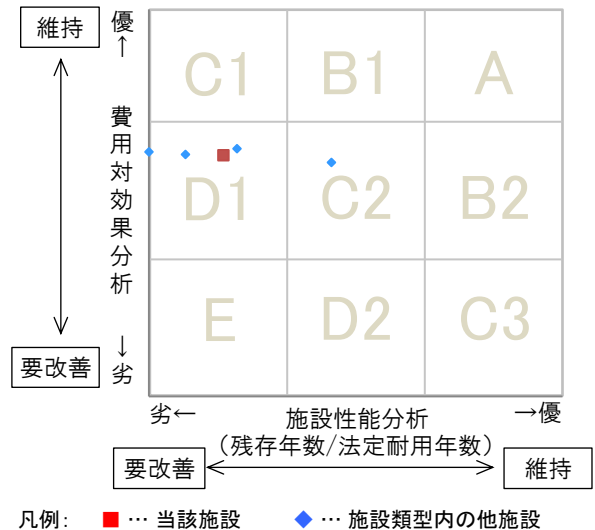 維持
優
↑
費用対効果分析
↓
劣
要改善
C1 B1 A
D1 C2 B2
E D2 C3
劣← 施設性能分析 →優
（残存年数/法定耐用年数）
要改善 維持
凡例： ■ … 当該施設 ◆ … 施設類型内の他施設